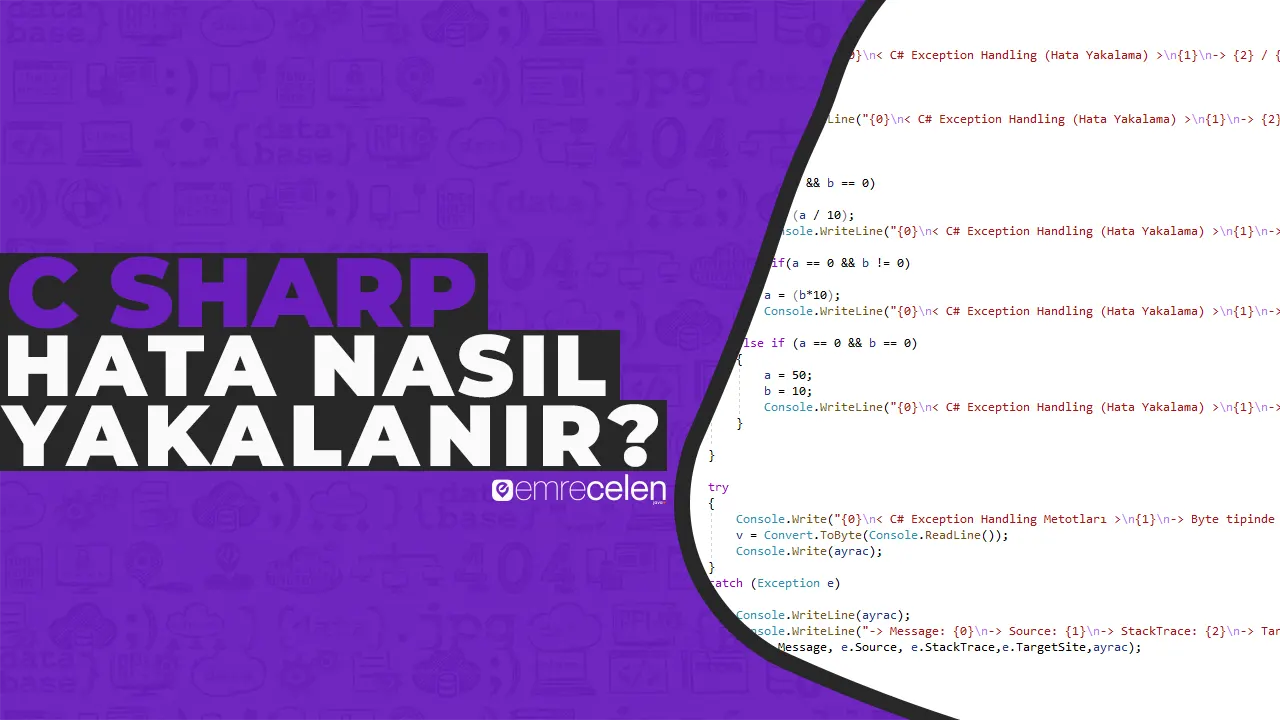 C SHARP
HATA NASIL
YAKALANIR?
emrecelen
}\n< C# Exception Handling (Hata Yakalama) >\n{1}\n-> {2} / {
Line("{0}\n< C# Exception Handling (Hata Yakalama) >\n{1}\n-> {2}
&& b == 0)
(a / 10);
nsole.WriteLine("{0}\n< C# Exception Handling (Hata Yakalama) >\n{1}\n->
if(a == 0 && b != 0)
a = (b*10);
Console.WriteLine("{0}\n< C# Exception Handling (Hata Yakalama) >\n{1}\n->
lse if (a == 0 && b == 0)
{
a = 50;
b = 10;
Console.WriteLine("{0}\n< C# Exception Handling (Hata Yakalama) >\n{1}\n->
}
}
try
{
Console.Write("{0}\n< C# Exception Handling Metotları >\n{1}\n-> Byte tipinde
v = Convert.ToByte(Console.ReadLine());
Console.Write(ayrac);
}
catch (Exception e)
Console.WriteLine(ayrac);
onsole.WriteLine("-> Message: {0}\n-> Source: {1}\n-> StackTrace: {2}\n-> Tar
Message, e.Source, e.StackTrace,e.TargetSite,ayrac);